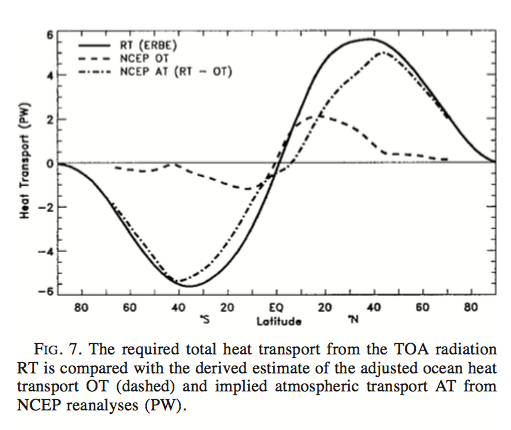 6
4
2
0
−2
−4
−6
Heat Transport (PW)
RT (ERBE)
NCEP OT
NCEP AT (RT − OT)
80 60 40 20 EQ 20 40 60 80
°S Latitude °N
FIG. 7. The required total heat transport from the TOA radiation
RT is compared with the derived estimate of the adjusted ocean heat
transport OT (dashed) and implied atmospheric transport AT from
NCEP reanalyses (PW).